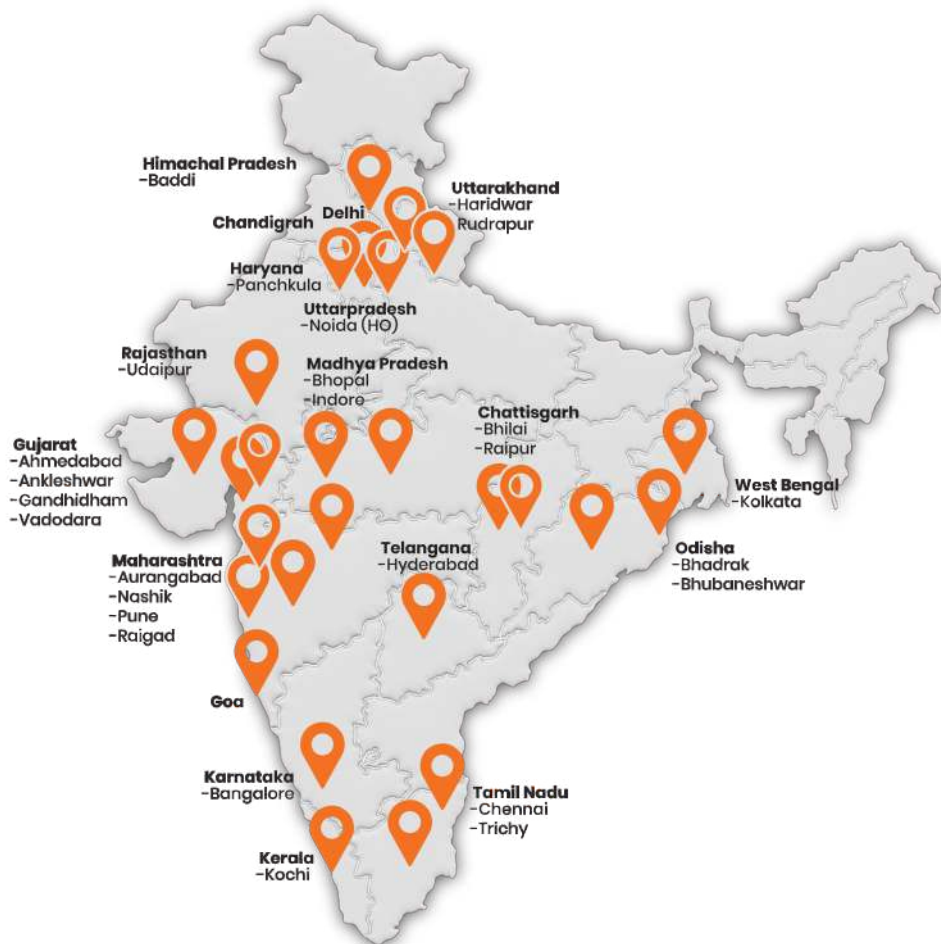 Himachal Pradesh
-Baddi
Uttarakhand
-Haridwar
Rudrapur
Delhi
Chandigrah
Haryana
-Panchkula
Uttarpradesh
-Noida (HO)
Rajasthan
-Udaipur
Madhya Pradesh
-Bhopal
-Indore
Chattisgarh
-Bhilai
-Raipur
Gujarat
-Ahmedabad
-Ankleshwar
-Gandhidham
-Vadodara
West Bengal
-Kolkata
Maharashtra
-Aurangabad
-Nashik
-Pune
-Raigad
Telangana
-Hyderabad
Odisha
-Bhadrak
-Bhubaneshwar
Goa
Karnataka
-Bangalore
Tamil Nadu
-Chennai
-Trichy
Kerala
-Kochi